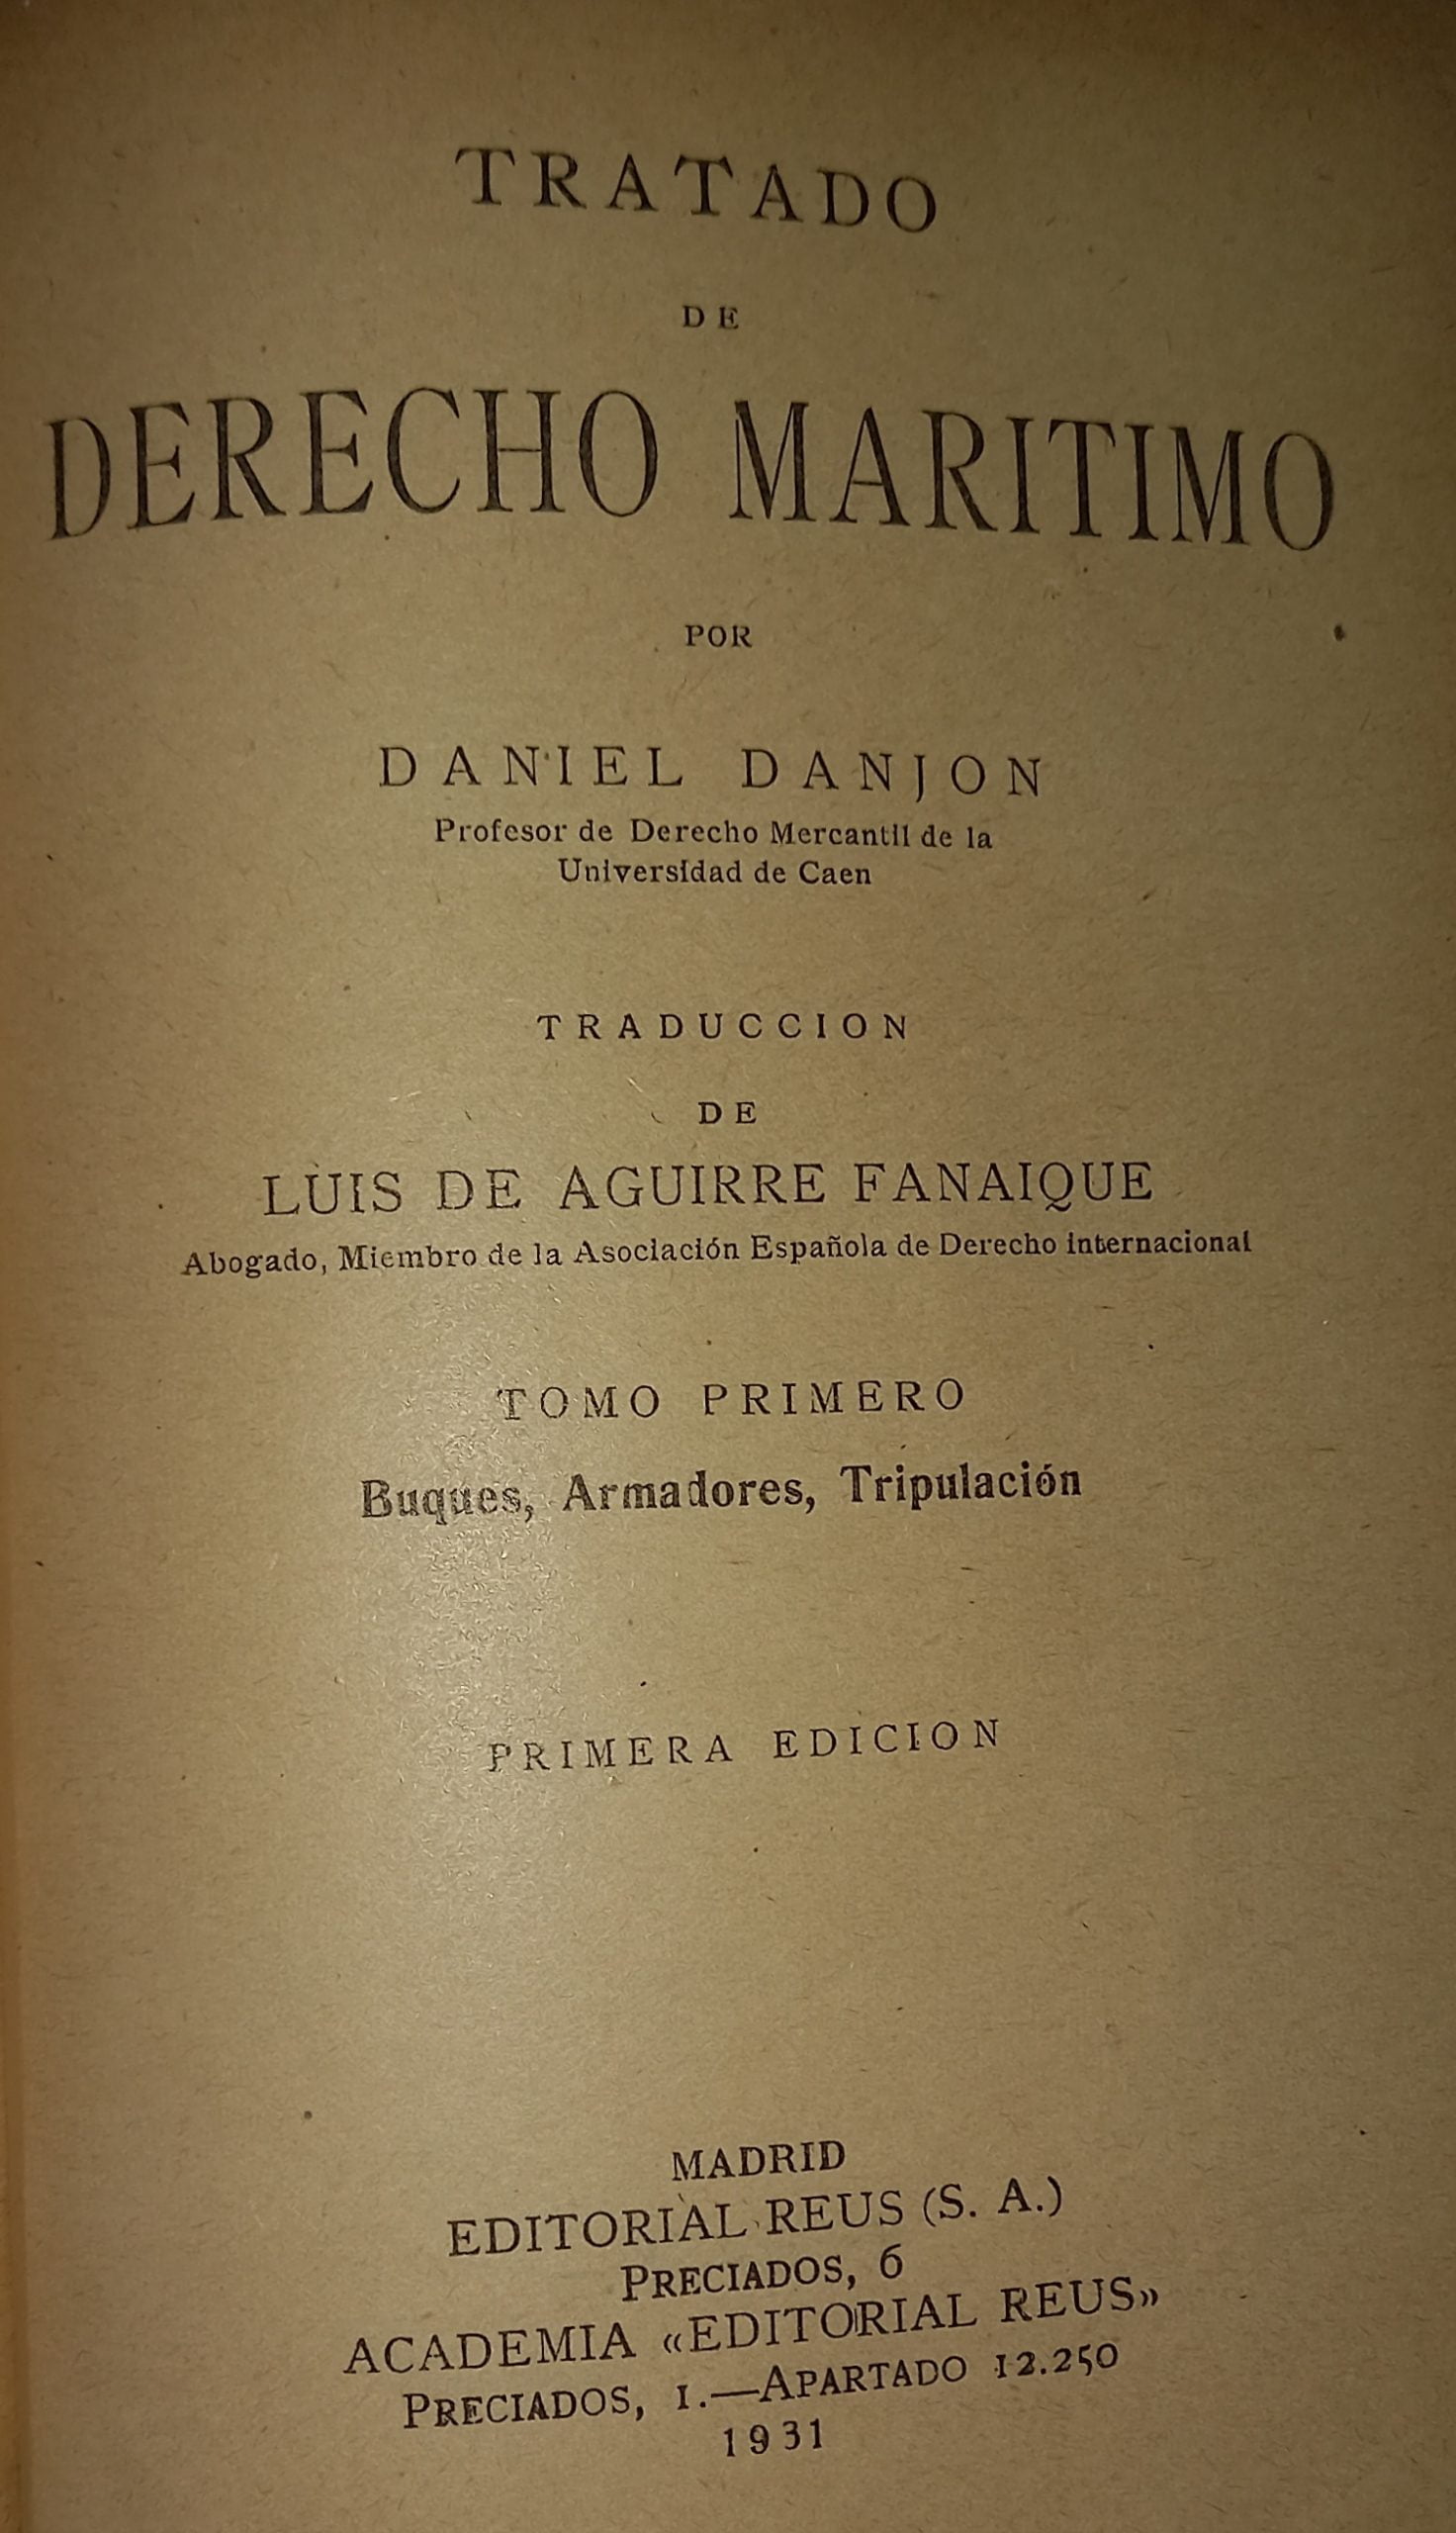 TRATADO
DE
DERECHO MARITIMO
POR
DANIEL DANJON
Profesor de Derecho Mercantil de la
Universidad de Caen
TRADUCCION
DE
LUIS DE AGUIRRE FANAIQUE
Abogado, Miembro de la Asociación Española de Derecho internacional
TOMO PRIMERO
Buques, Armadores, Tripulación
PRIMERA EDICION
MADRID
EDITORIAL REUS (S. A.)
PRECIADOS, 6
ACADEMIA «EDITORIAL REUS»
PRECIADOS, 1.—APARTADO 12.250
1931